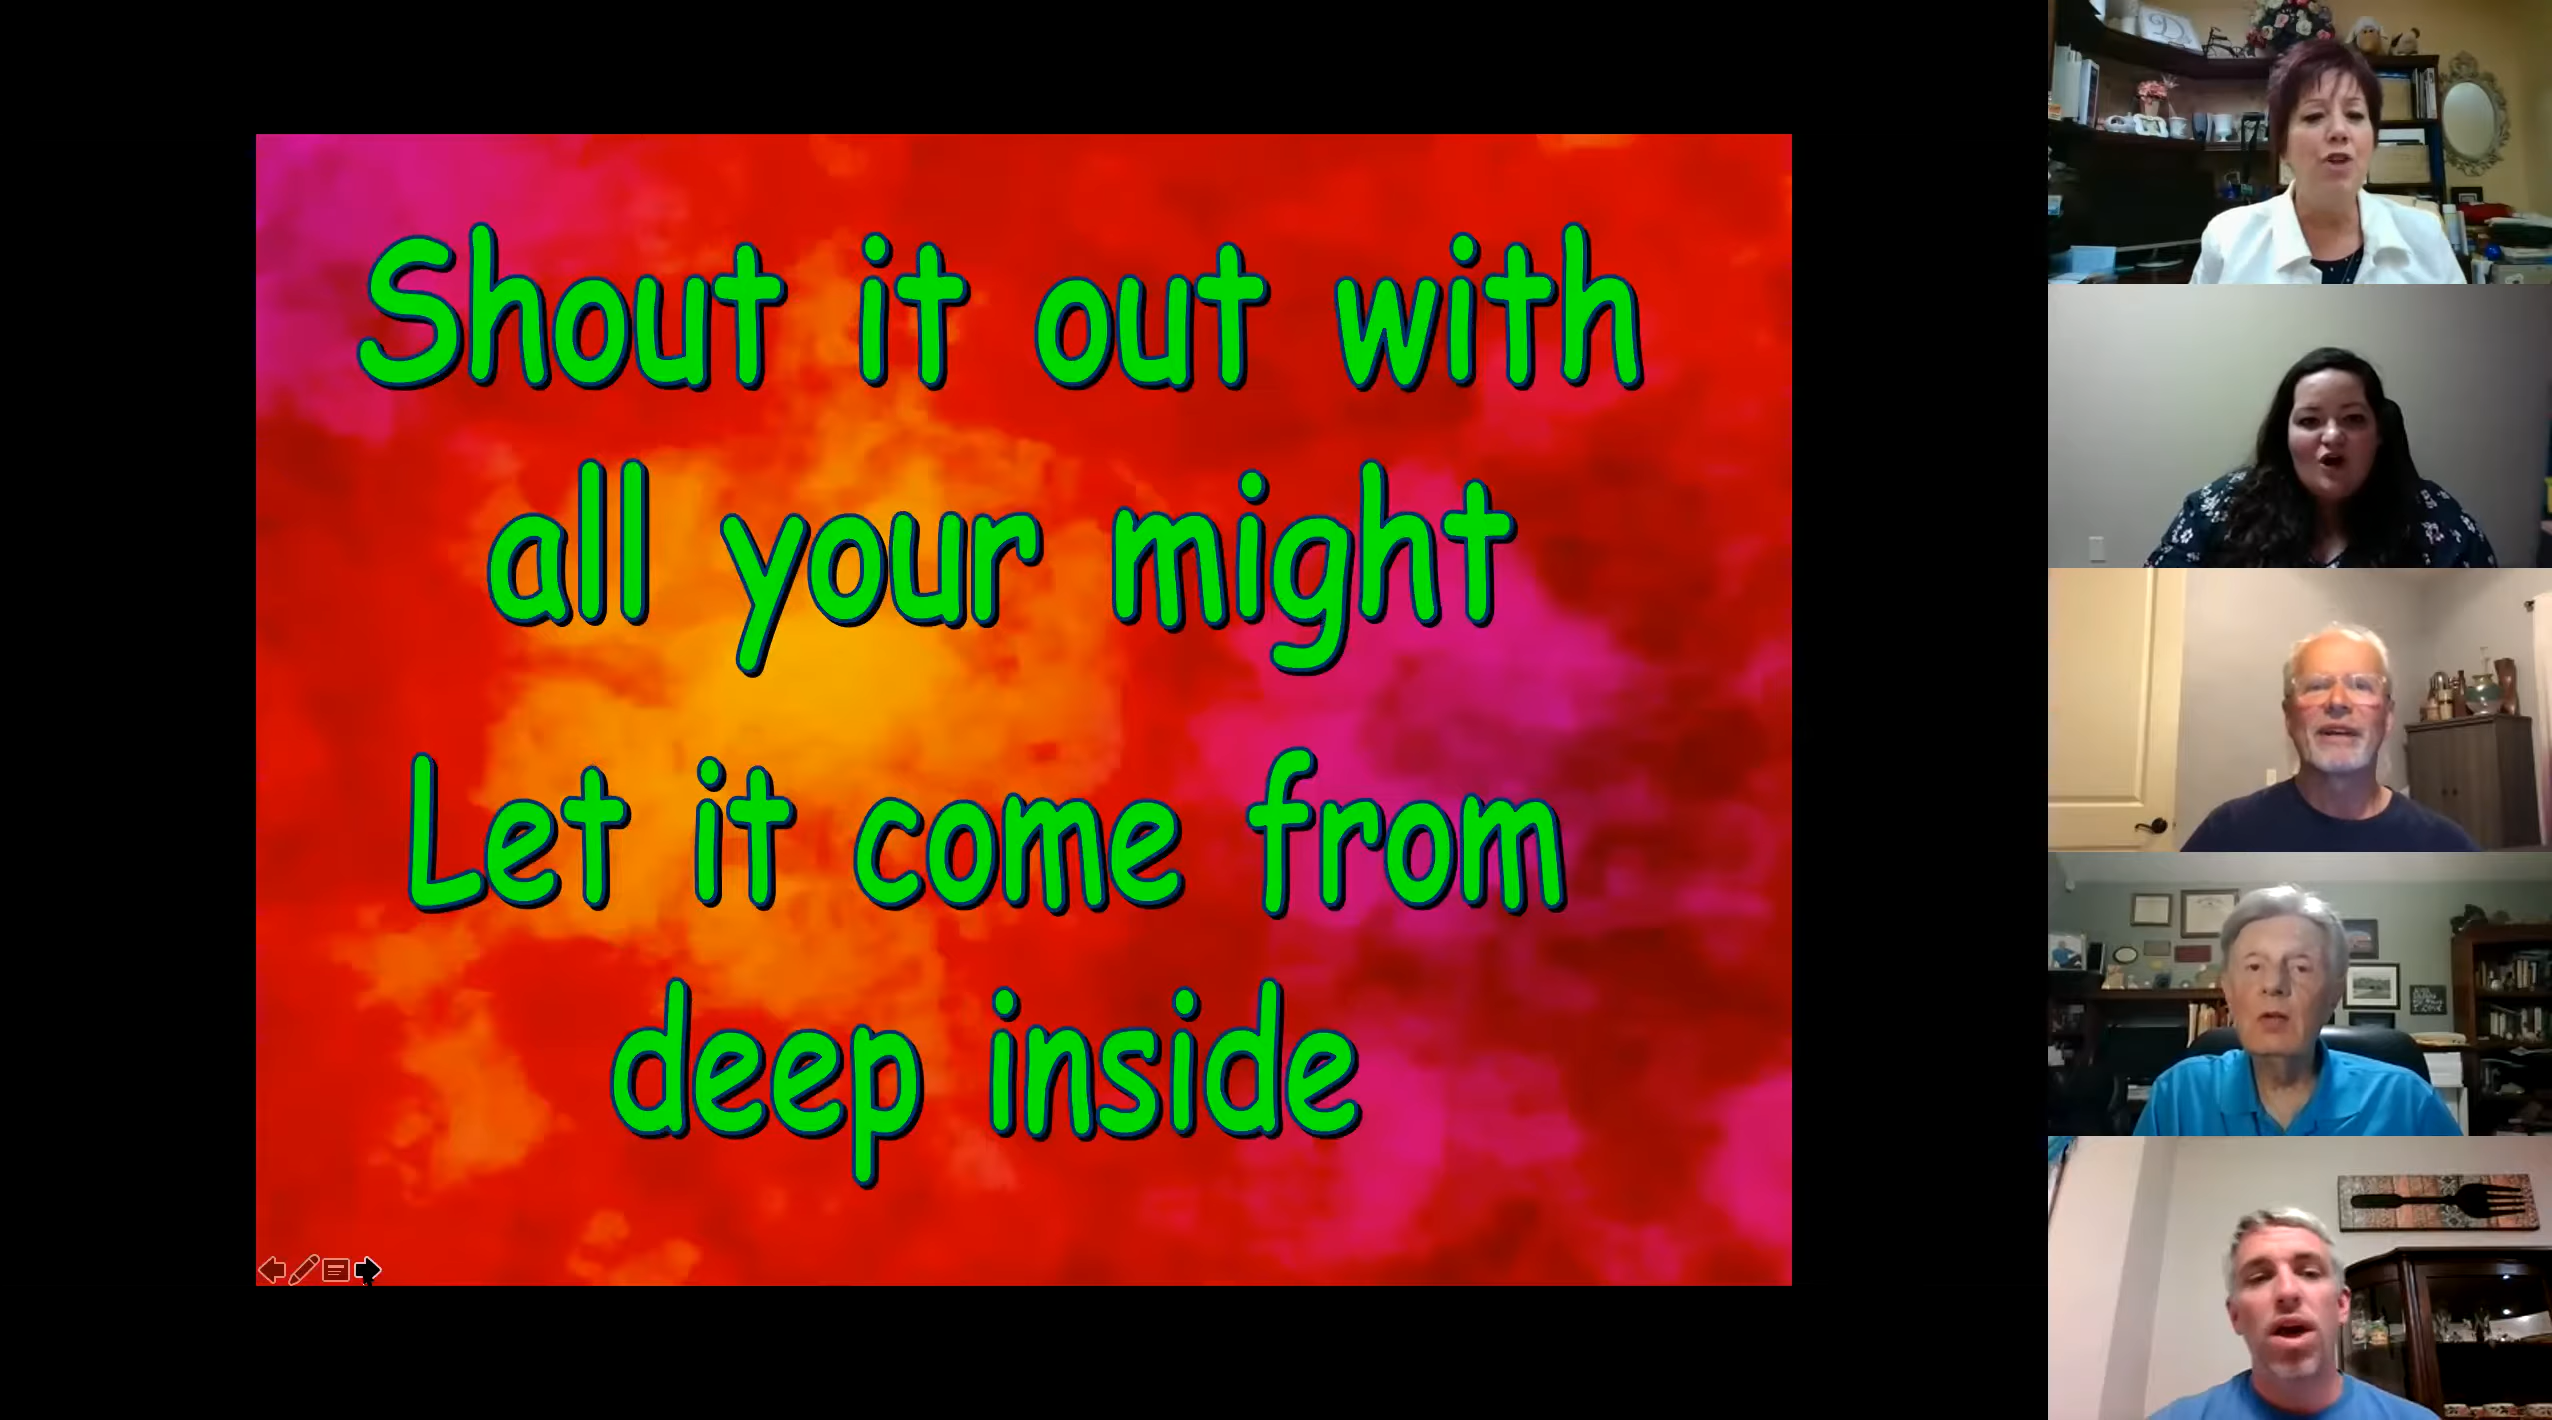 Shout it out with
all your might
Let it come from
deep inside
D